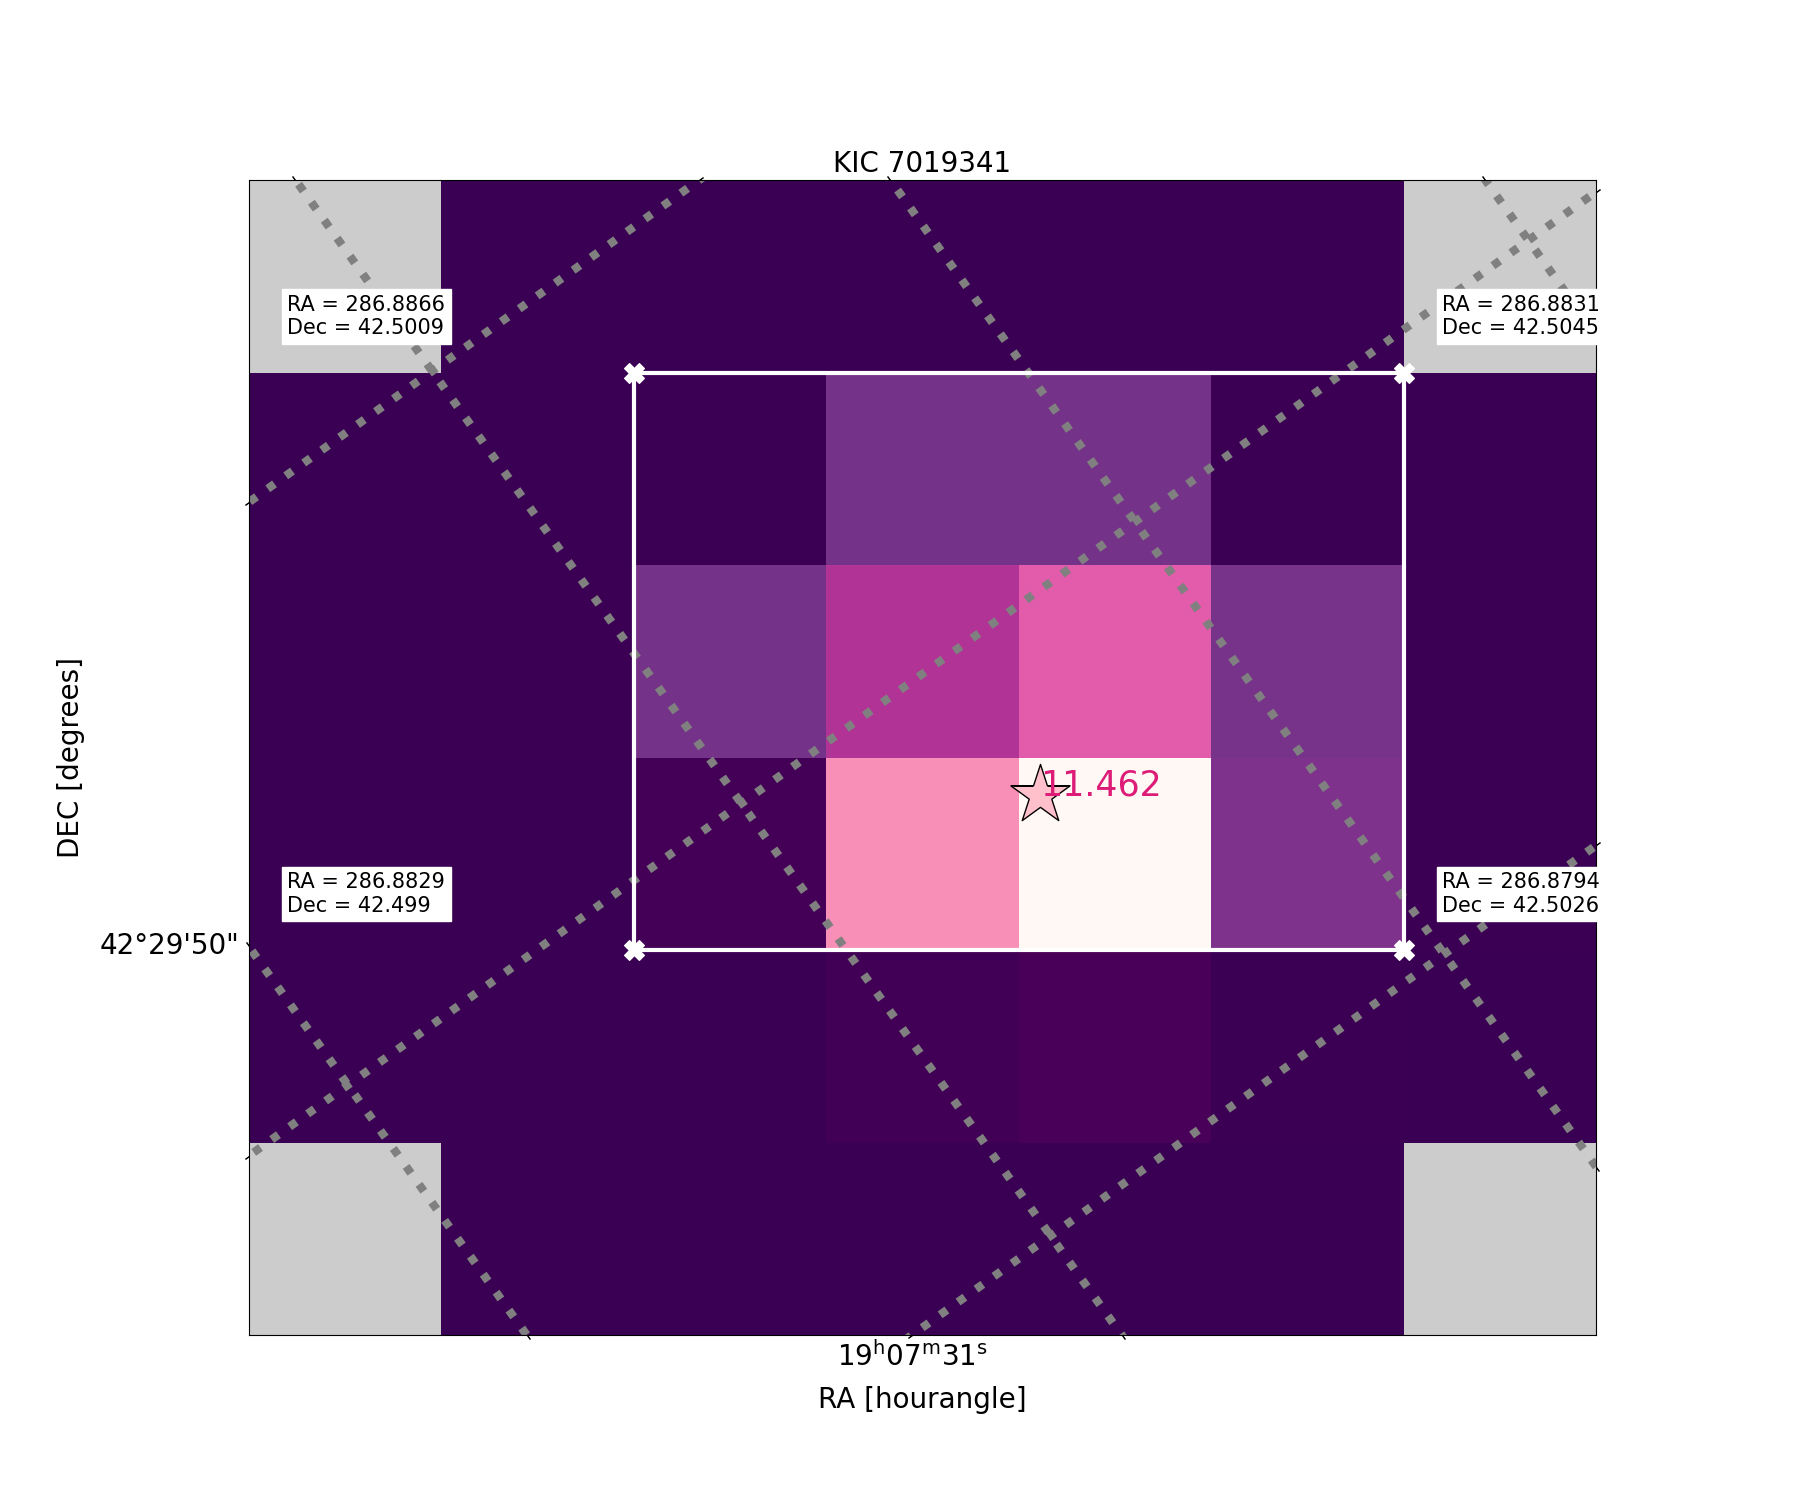 KIC 7019341
RA = 286.8866
Dec = 42.5009
RA = 286.8831
Dec = 42.5045
11.462
RA = 286.8829
Dec = 42.499
RA = 286.8794
Dec = 42.5026
DEC [degrees]
42°29'50"
19ʰ07ᵐ31ˢ
RA [hourangle]